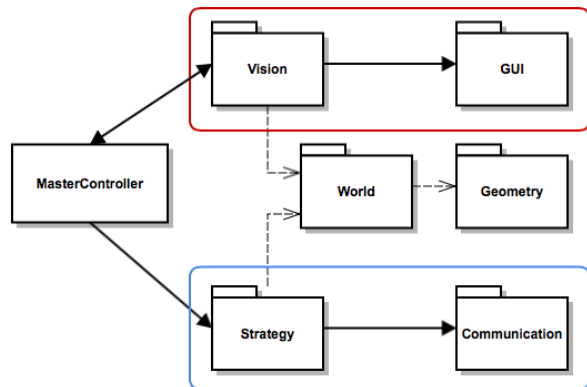 Vision
GUI
MasterController
World
Geometry
Strategy
Communication